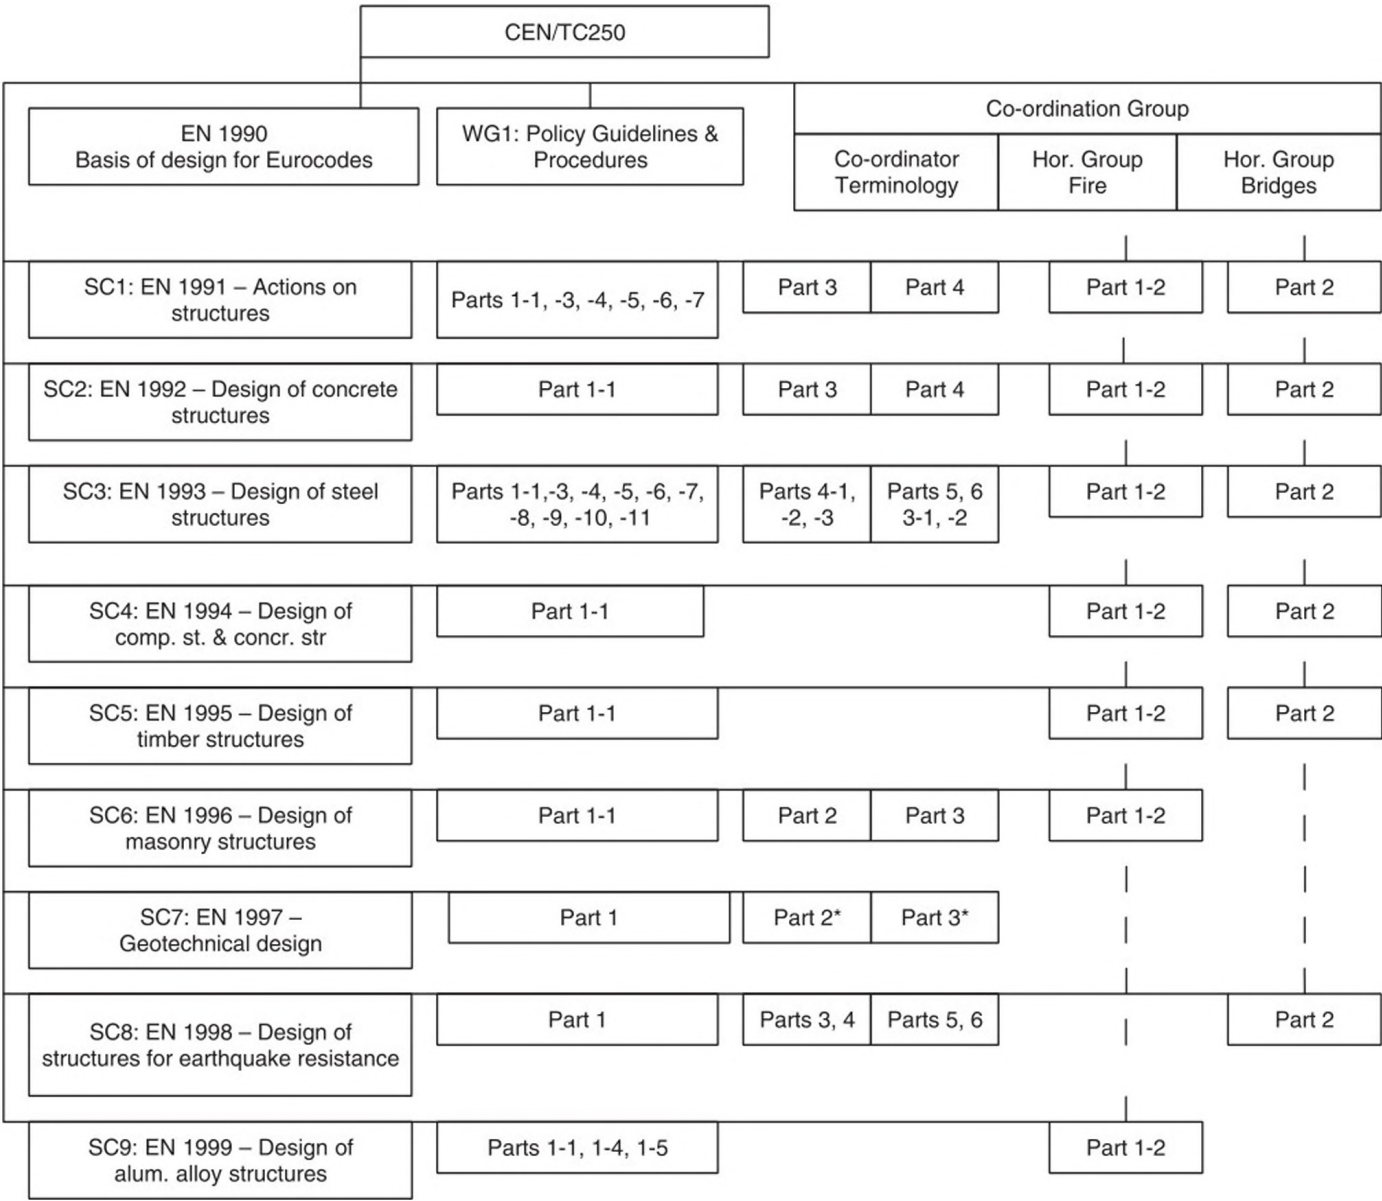 CEN/TC250
EN 1990
Basis of design for Eurocodes
WG1: Policy Guidelines &
Procedures
Co-ordination Group
Co-ordinator
Terminology
Hor. Group
Fire
Hor. Group
Bridges
SC1: EN 1991 – Actions on
structures
Parts 1-1, -3, -4, -5, -6, -7
Part 3
Part 4
Part 1-2
Part 2
SC2: EN 1992 – Design of concrete
structures
Part 1-1
Part 3
Part 4
Part 1-2
Part 2
SC3: EN 1993 – Design of steel
structures
Parts 1-1,-3, -4, -5, -6, -7,
-8, -9, -10, -11
Parts 4-1,
-2, -3
Parts 5, 6
3-1, -2
Part 1-2
Part 2
SC4: EN 1994 – Design of
comp. st. & concr. str
Part 1-1
Part 1-2
Part 2
SC5: EN 1995 – Design of
timber structures
Part 1-1
Part 1-2
Part 2
SC6: EN 1996 – Design of
masonry structures
Part 1-1
Part 2
Part 3
Part 1-2
SC7: EN 1997 –
Geotechnical design
Part 1
Part 2*
Part 3*
SC8: EN 1998 – Design of
structures for earthquake resistance
Part 1
Parts 3, 4
Parts 5, 6
Part 2
SC9: EN 1999 – Design of
alum. alloy structures
Parts 1-1, 1-4, 1-5
Part 1-2